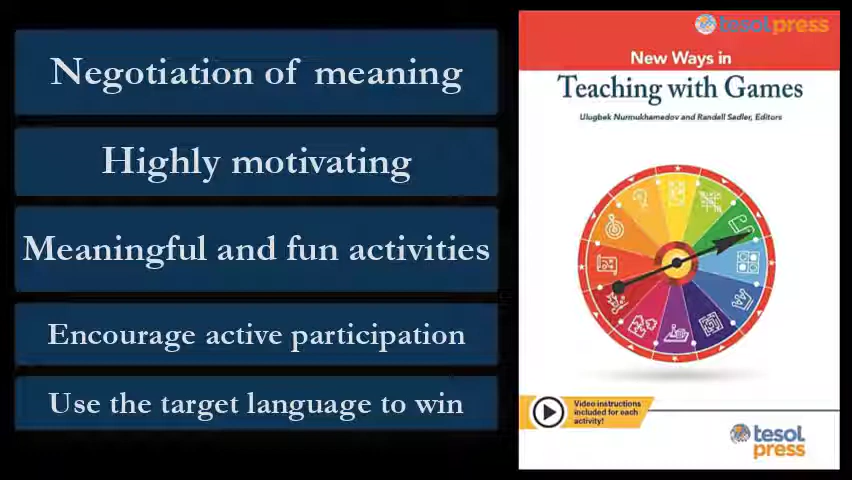 Negotiation of meaning
Highly motivating
Meaningful and fun activities
Encourage active participation
Use the target language to win
tesolpress
New Ways in
Teaching with Games
Ulugbek Nurmukhamedov and Randall Sadler, Editors
Video instructions
included for each
activity!
tesol
press